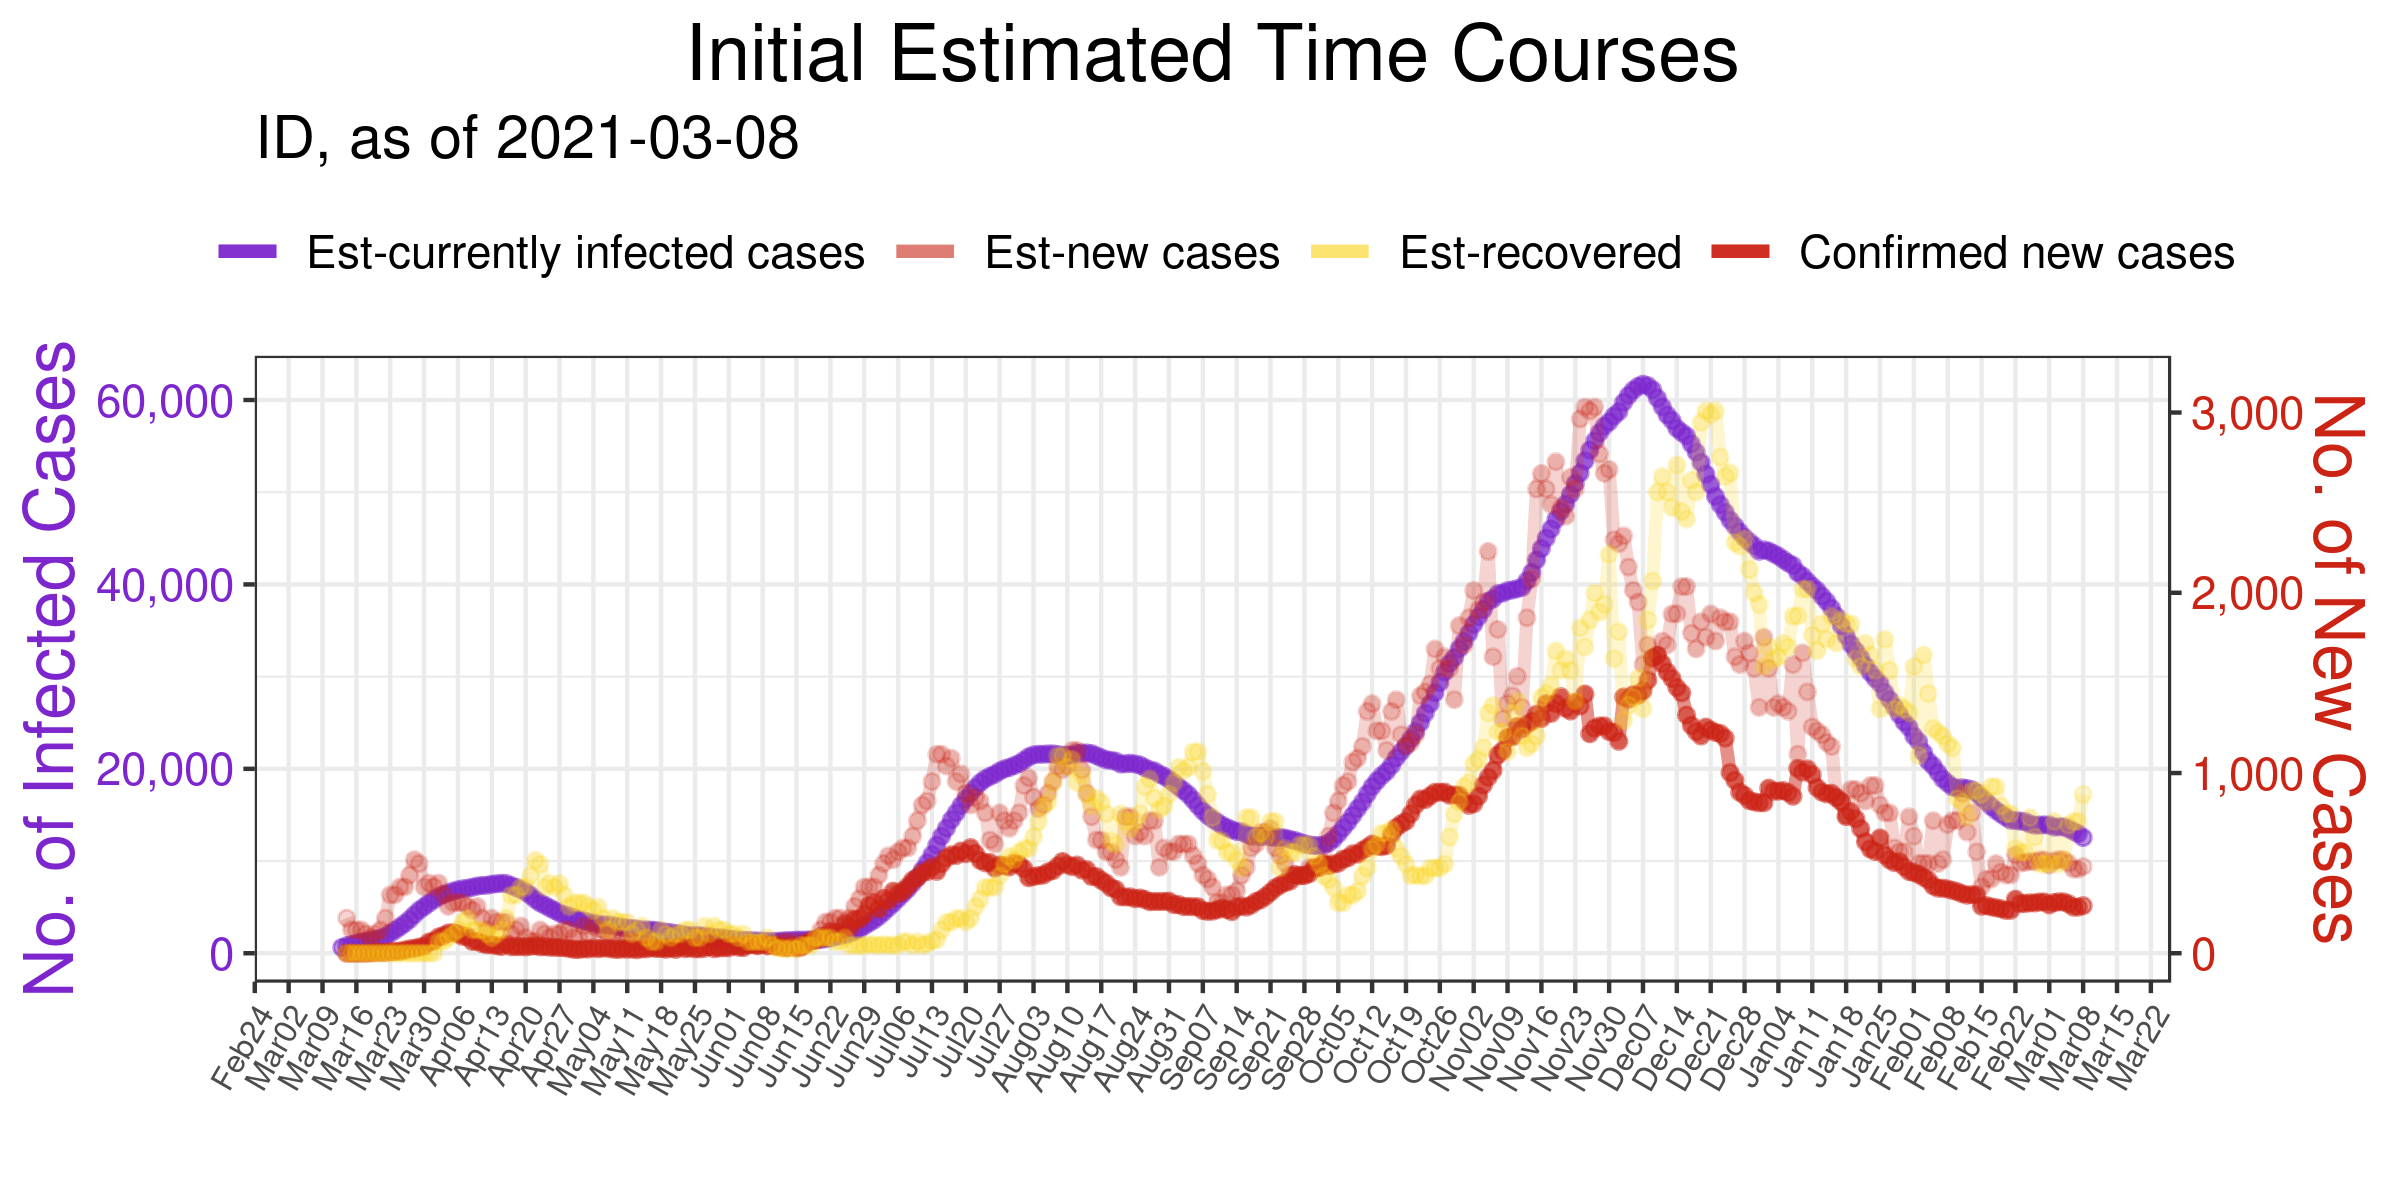 Initial Estimated Time Courses
ID, as of 2021-03-08
Est-currently infected cases
Est-new cases
Est-recovered
Confirmed new cases
No. of Infected Cases
60,000
40,000
20,000
0
3,000
2,000
1,000
0
No. of New Cases
Feb24
Mar02
Mar09
Mar16
Mar23
Mar30
Apr06
Apr13
Apr20
Apr27
May04
May11
May18
May25
Jun01
Jun08
Jun15
Jun22
Jun29
Jul06
Jul13
Jul20
Jul27
Aug03
Aug10
Aug17
Aug24
Aug31
Sep07
Sep14
Sep21
Sep28
Oct05
Oct12
Oct19
Oct26
Nov02
Nov09
Nov16
Nov23
Nov30
Dec07
Dec14
Dec21
Dec28
Jan04
Jan11
Jan18
Jan25
Feb01
Feb08
Feb15
Feb22
Mar01
Mar08
Mar15
Mar22